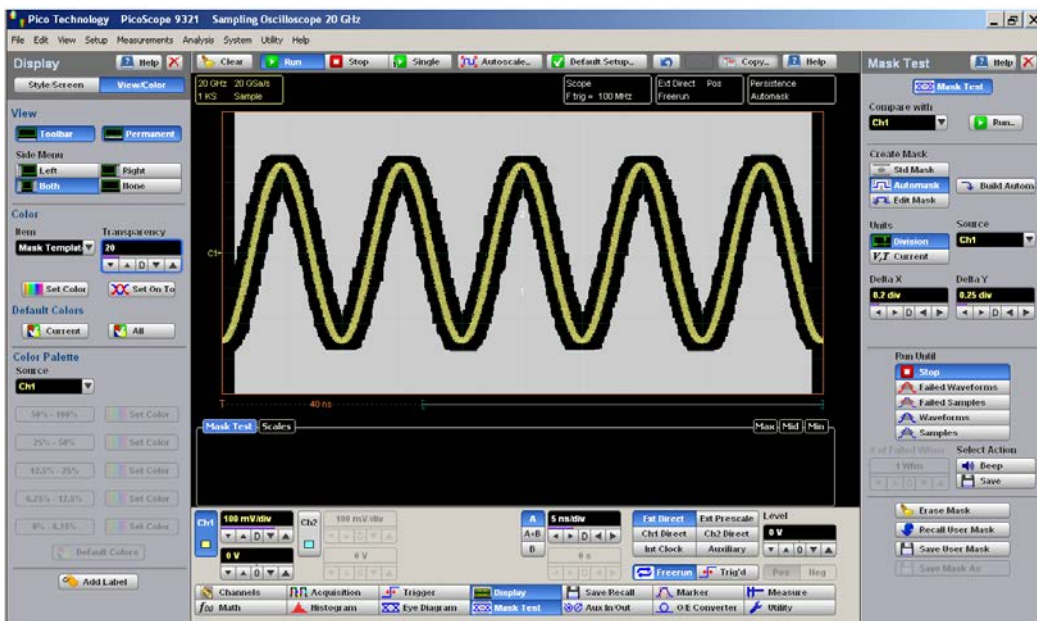 Pico Technology PicoScope 9321 Sampling Oscilloscope 20 GHz
File Edit View Setup Measurements Analysis System Utility Help
Display Help
Style/Screen View/Color
View
Toolbar Permanent
Side Menu
Left Right
Both None
Color
Item Transparency
Mask Templat 20
D
Set Color Set On To
Default Colors
Current All
Color Palette
Source
Ch1
50% - 100% Set Color
25% - 50% Set Color
12.5% - 25% Set Color
6.25% - 12.5% Set Color
0% - 6.25% Set Color
Default Colors
Add Label
Clear Run Stop Single Autoscale... Default Setup... Copy... Help
20 GHz 20 GSa/s
1 KS Sample
Scope
F trig = 100 MHz
Ext Direct Pos
Freerun
Persistence
Automask
C1
T 40 ns
Mask Test Scales Max Mid Min
Ch1 100 mV/div
D
0 V
0
Ch2 100 mV/div
D
0 V
0
A
A>B
B
5 ns/div
D
0 s
0
Ext Direct Ext Prescale
Ch1 Direct Ch2 Direct
Int Clock Auxiliary
Freerun Trig'd
Level
0 V
0
Pos Neg
Channels Acquisition Trigger Display Save/Recall Marker Measure
f(x) Math Histogram Eye Diagram Mask Test Aux In/Out O/E Converter Utility
Mask Test Help
Mask Test
Compare with
Ch1 Run...
Create Mask
Std Mask
Automask Build Autom
Edit Mask
Units Source
Division Ch1
V,T Current
Delta X Delta Y
0.2 div 0.25 div
D D
Run Until
Stop
Failed Waveforms
Failed Samples
Waveforms
Samples
# of Failed Wfms Select Action
1 Wfm Beep
D Save
Erase Mask
Recall User Mask
Save User Mask
Save Mask As